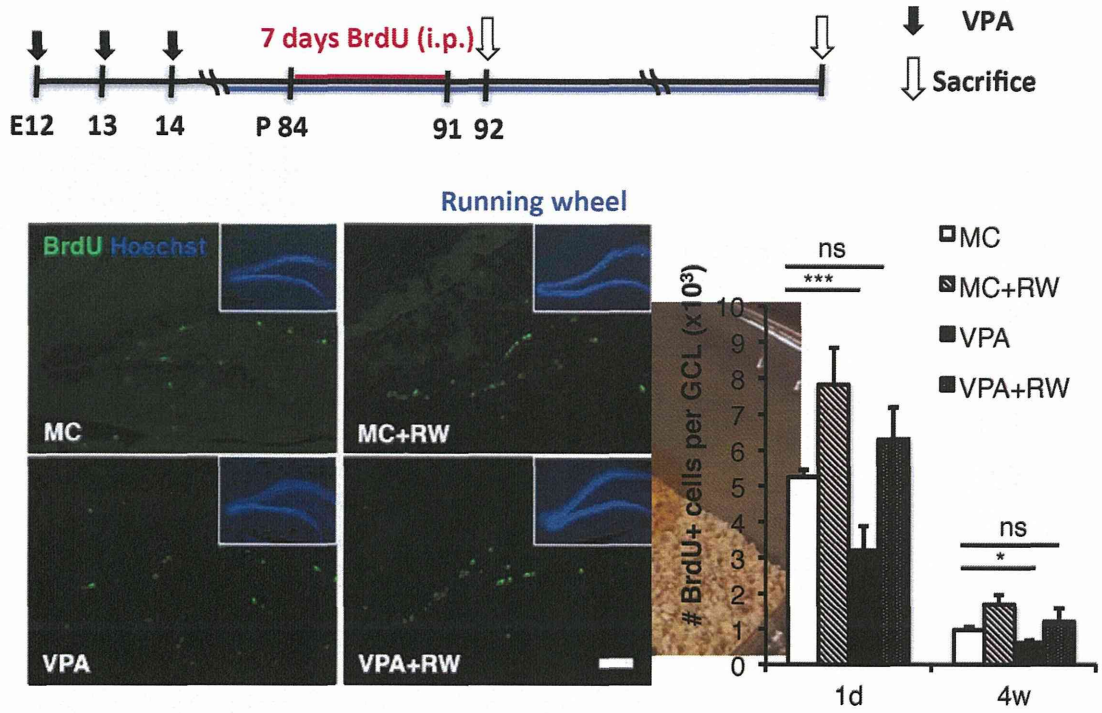 7 days BrdU (i.p.)
VPA
Sacrifice
E12 13 14 P 84 91 92
Running wheel
BrdU Hoechst
MC
MC+RW
VPA
VPA+RW
# BrdU+ cells per GCL (x10³)
10
9
8
7
6
5
4
3
2
1
0
ns
***
ns
*
1d
4w
MC
MC+RW
VPA
VPA+RW